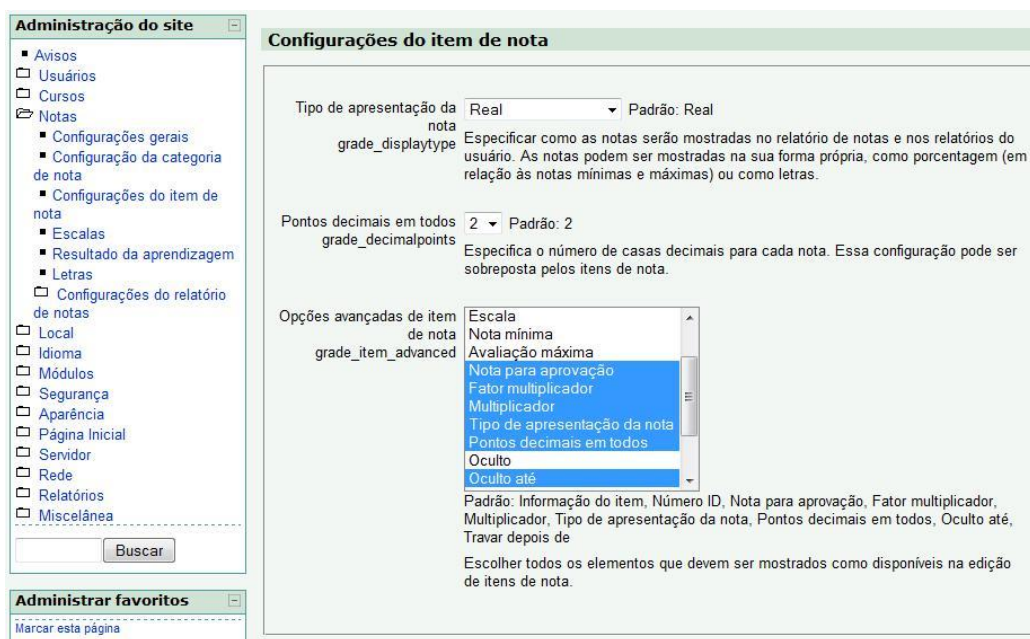 Administração do site
Avisos
Usuários
Cursos
Notas
Configurações gerais
Configuração da categoria
de nota
Configurações do item de
nota
Escalas
Resultado da aprendizagem
Letras
Configurações do relatório
de notas
Local
Idioma
Módulos
Segurança
Aparência
Página Inicial
Servidor
Rede
Relatórios
Miscelânea
Buscar
Administrar favoritos
Marcar esta página
Configurações do item de nota
Tipo de apresentação da
nota
grade_displaytype
Real
Padrão: Real
Especificar como as notas serão mostradas no relatório de notas e nos relatórios do
usuário. As notas podem ser mostradas na sua forma própria, como porcentagem (em
relação às notas mínimas e máximas) ou como letras.
Pontos decimais em todos
grade_decimalpoints
2
Padrão: 2
Especifica o número de casas decimais para cada nota. Essa configuração pode ser
sobreposta pelos itens de nota.
Opções avançadas de item
de nota
grade_item_advanced
Escala
Nota mínima
Avaliação máxima
Nota para aprovação
Fator multiplicador
Multiplicador
Tipo de apresentação da nota
Pontos decimais em todos
Oculto
Oculto até
Padrão: Informação do item, Número ID, Nota para aprovação, Fator multiplicador,
Multiplicador, Tipo de apresentação da nota, Pontos decimais em todos, Oculto até,
Travar depois de
Escolher todos os elementos que devem ser mostrados como disponíveis na edição
de itens de nota.